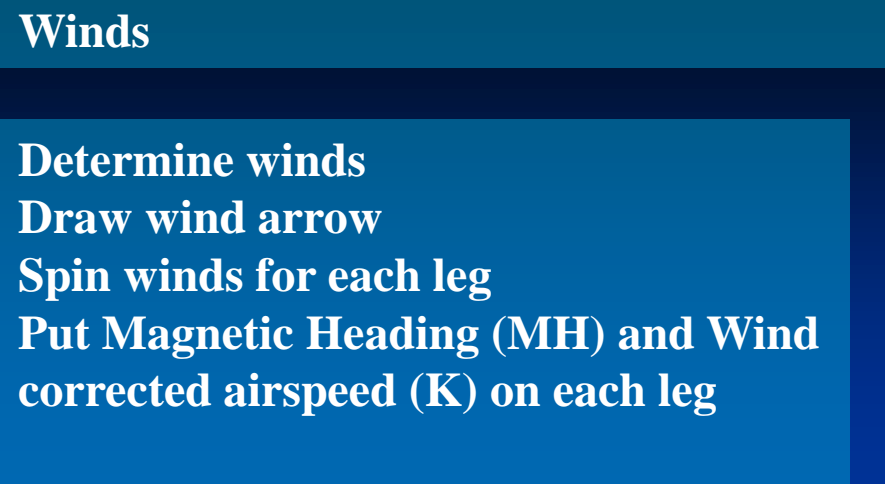 Winds
Determine winds
Draw wind arrow
Spin winds for each leg
Put Magnetic Heading (MH) and Wind
corrected airspeed (K) on each leg